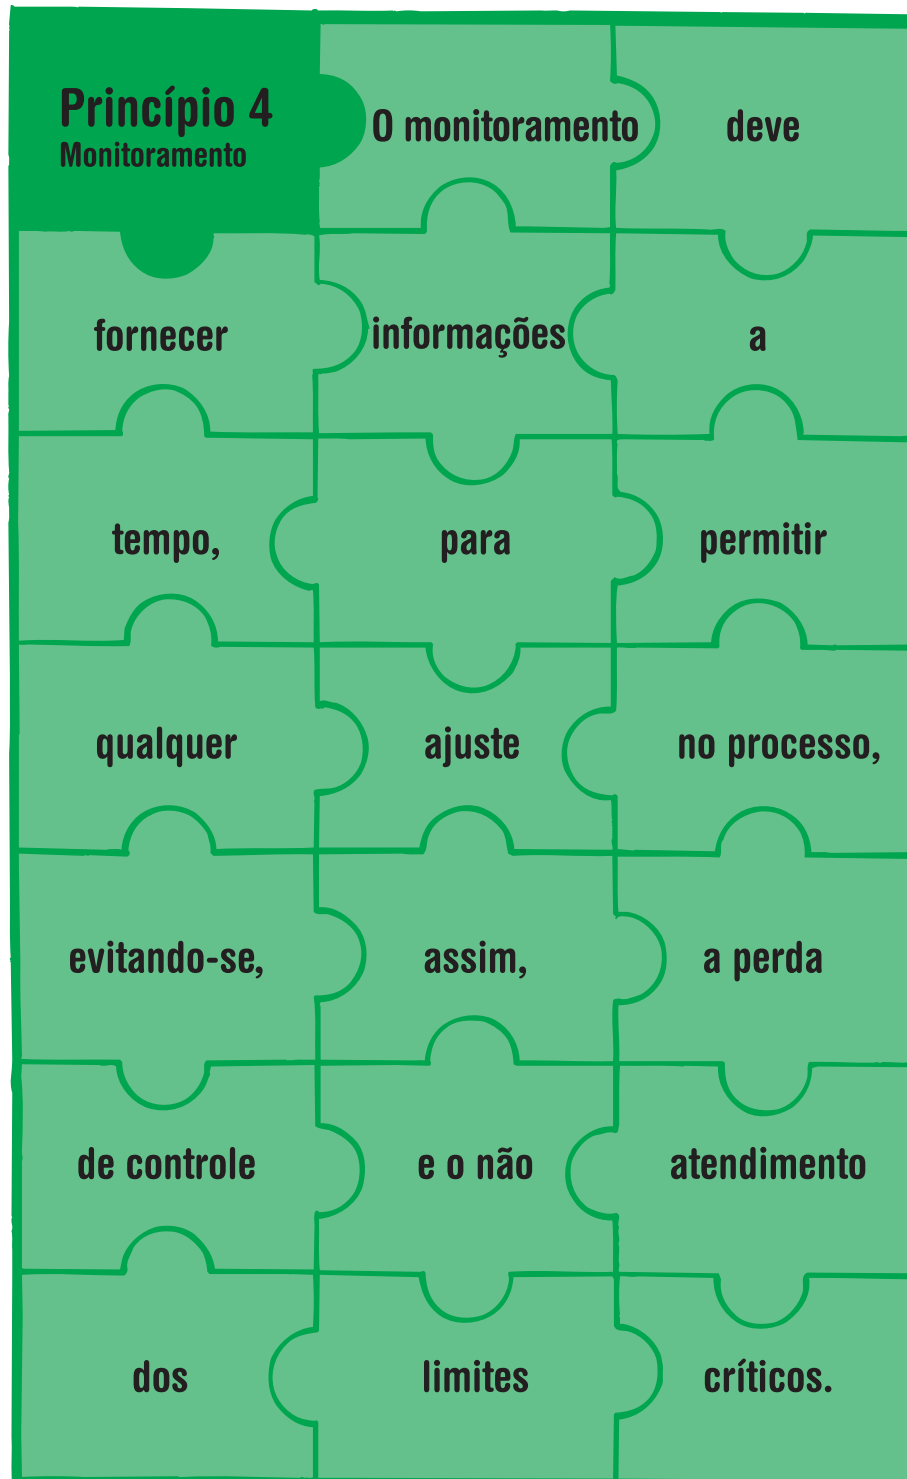 Princípio 4
Monitoramento
O monitoramento
deve
fornecer
informações
a
tempo,
para
permitir
qualquer
ajuste
no processo,
evitando-se,
assim,
a perda
de controle
e o não
atendimento
dos
limites
críticos.